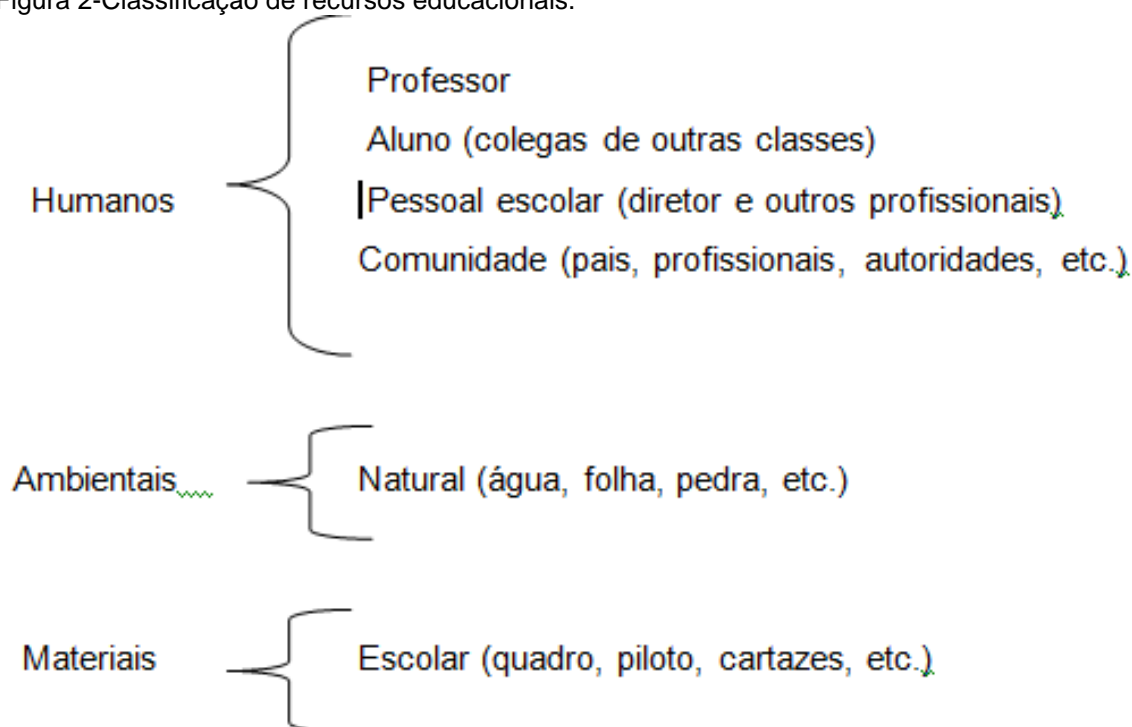 Figura 2-Classificação de recursos educacionais.
Professor
Aluno (colegas de outras classes)
Humanos
Pessoal escolar (diretor e outros profissionais)
Comunidade (pais, profissionais, autoridades, etc.)
Ambientais
Natural (água, folha, pedra, etc.)
Materiais
Escolar (quadro, piloto, cartazes, etc.)